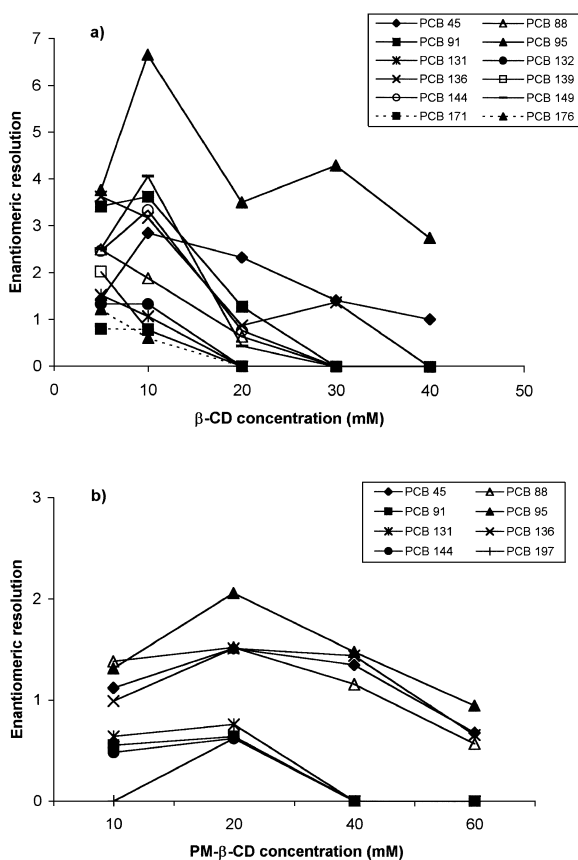 a)
PCB 45 PCB 88
PCB 91 PCB 95
PCB 131 PCB 132
PCB 136 PCB 139
PCB 144 PCB 149
PCB 171 PCB 176
7
6
5
4
3
2
1
0
Enantiomeric resolution
0 10 20 30 40 50
β-CD concentration (mM)
b)
PCB 45 PCB 88
PCB 91 PCB 95
PCB 131 PCB 136
PCB 144 PCB 197
3
2
1
0
Enantiomeric resolution
10 20 40 60
PM-β-CD concentration (mM)